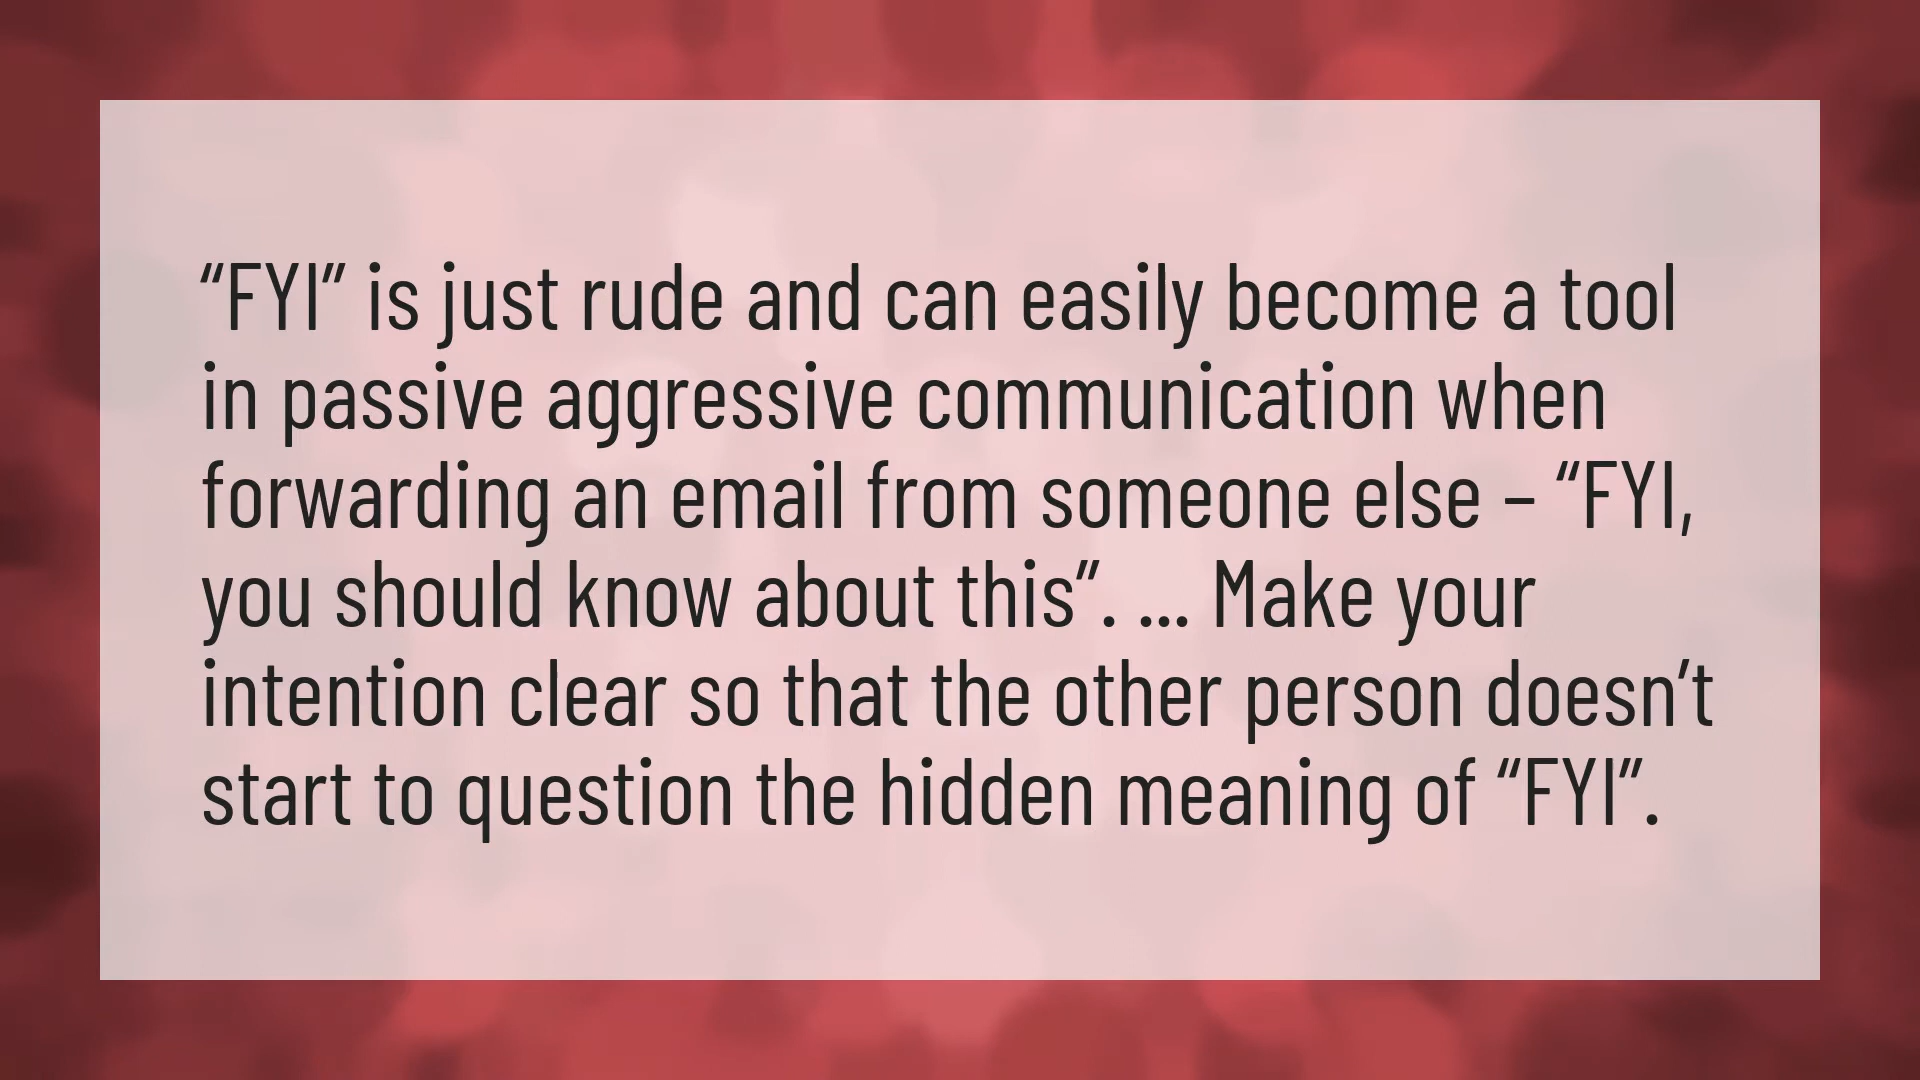 “FYI” is just rude and can easily become a tool
in passive aggressive communication when
forwarding an email from someone else – “FYI,
you should know about this”. ... Make your
intention clear so that the other person doesn’t
start to question the hidden meaning of “FYI”.